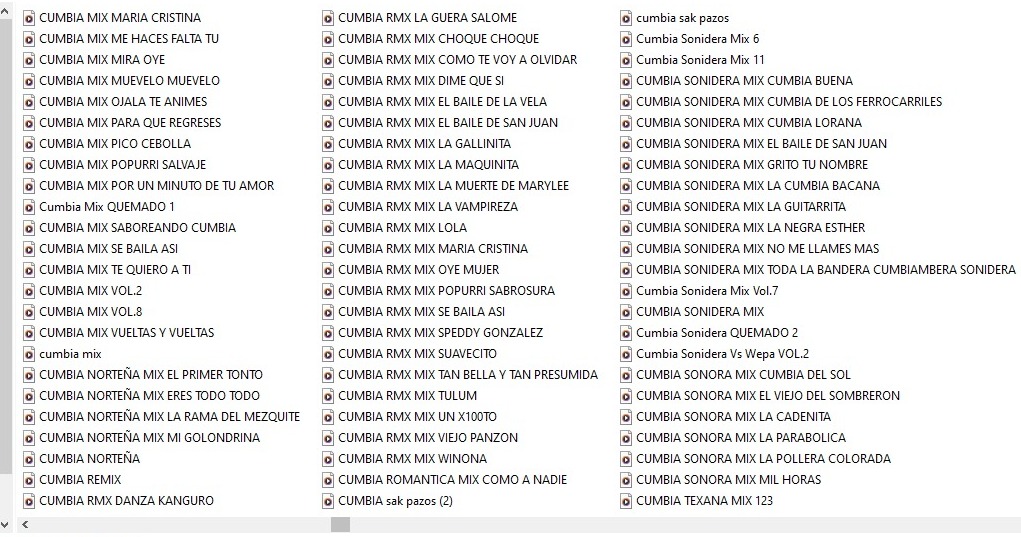 CUMBIA MIX MARIA CRISTINA
CUMBIA MIX ME HACES FALTA TU
CUMBIA MIX MIRA OYE
CUMBIA MIX MUEVELO MUEVELO
CUMBIA MIX OJALA TE ANIMES
CUMBIA MIX PARA QUE REGRESES
CUMBIA MIX PICO CEBOLLA
CUMBIA MIX POPURRI SALVAJE
CUMBIA MIX POR UN MINUTO DE TU AMOR
Cumbia Mix QUEMADO 1
CUMBIA MIX SABOREANDO CUMBIA
CUMBIA MIX SE BAILA ASI
CUMBIA MIX TE QUIERO A TI
CUMBIA MIX VOL.2
CUMBIA MIX VOL.8
CUMBIA MIX VUELTAS Y VUELTAS
cumbia mix
CUMBIA NORTEÑA MIX EL PRIMER TONTO
CUMBIA NORTEÑA MIX ERES TODO TODO
CUMBIA NORTEÑA MIX LA RAMA DEL MEZQUITE
CUMBIA NORTEÑA MIX MI GOLONDRINA
CUMBIA NORTEÑA
CUMBIA REMIX
CUMBIA RMX DANZA KANGURO
CUMBIA RMX LA GUERA SALOME
CUMBIA RMX MIX CHOQUE CHOQUE
CUMBIA RMX MIX COMO TE VOY A OLVIDAR
CUMBIA RMX MIX DIME QUE SI
CUMBIA RMX MIX EL BAILE DE LA VELA
CUMBIA RMX MIX EL BAILE DE SAN JUAN
CUMBIA RMX MIX LA GALLINITA
CUMBIA RMX MIX LA MAQUINITA
CUMBIA RMX MIX LA MUERTE DE MARYLEE
CUMBIA RMX MIX LA VAMPIREZA
CUMBIA RMX MIX LOLA
CUMBIA RMX MIX MARIA CRISTINA
CUMBIA RMX MIX OYE MUJER
CUMBIA RMX MIX POPURRI SABROSURA
CUMBIA RMX MIX SE BAILA ASI
CUMBIA RMX MIX SPEDDY GONZALEZ
CUMBIA RMX MIX SUAVECITO
CUMBIA RMX MIX TAN BELLA Y TAN PRESUMIDA
CUMBIA RMX MIX TULUM
CUMBIA RMX MIX UN X100TO
CUMBIA RMX MIX VIEJO PANZON
CUMBIA RMX MIX WINONA
CUMBIA ROMANTICA MIX COMO A NADIE
CUMBIA sak pazos (2)
cumbia sak pazos
Cumbia Sonidera Mix 6
Cumbia Sonidera Mix 11
CUMBIA SONIDERA MIX CUMBIA BUENA
CUMBIA SONIDERA MIX CUMBIA DE LOS FERROCARRILES
CUMBIA SONIDERA MIX CUMBIA LORANA
CUMBIA SONIDERA MIX EL BAILE DE SAN JUAN
CUMBIA SONIDERA MIX GRITO TU NOMBRE
CUMBIA SONIDERA MIX LA CUMBIA BACANA
CUMBIA SONIDERA MIX LA GUITARRITA
CUMBIA SONIDERA MIX LA NEGRA ESTHER
CUMBIA SONIDERA MIX NO ME LLAMES MAS
CUMBIA SONIDERA MIX TODA LA BANDERA CUMBIAMBERA SONIDERA
Cumbia Sonidera Mix Vol.7
CUMBIA SONIDERA MIX
Cumbia Sonidera QUEMADO 2
Cumbia Sonidera Vs Wepa VOL.2
CUMBIA SONORA MIX CUMBIA DEL SOL
CUMBIA SONORA MIX EL VIEJO DEL SOMBRERON
CUMBIA SONORA MIX LA CADENITA
CUMBIA SONORA MIX LA PARABOLICA
CUMBIA SONORA MIX LA POLLERA COLORADA
CUMBIA SONORA MIX MIL HORAS
CUMBIA TEXANA MIX 123